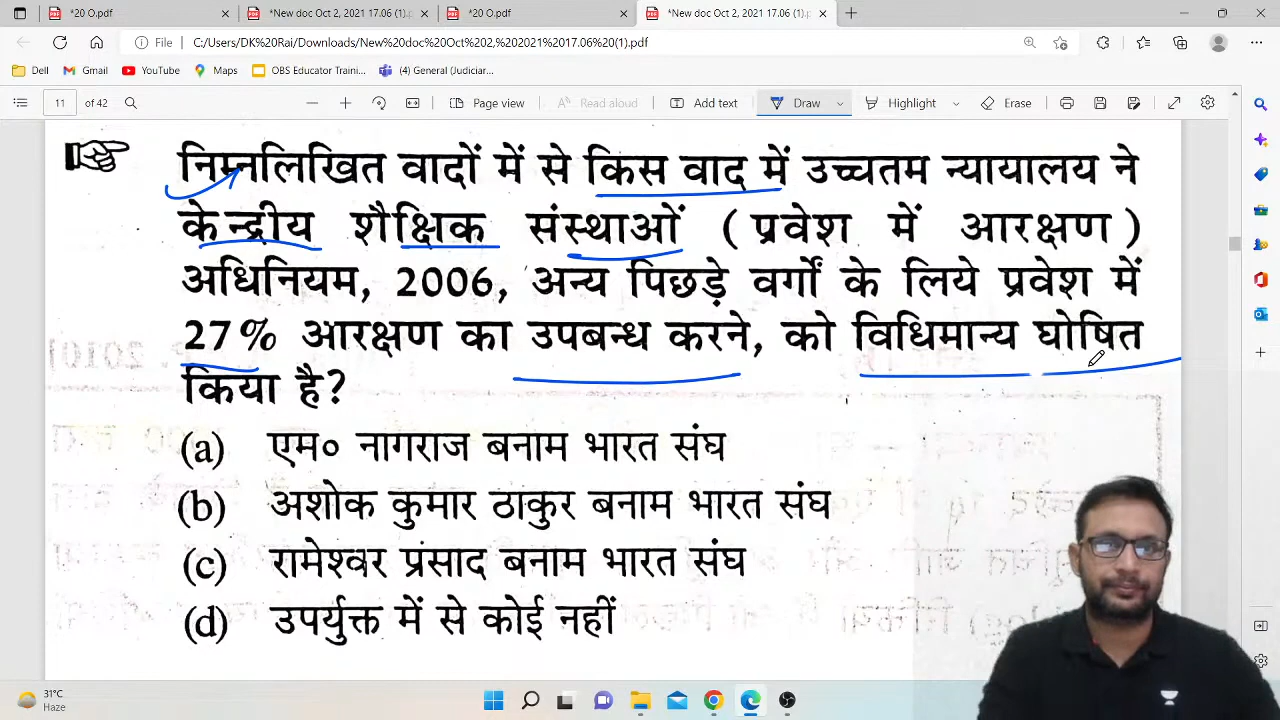 *20 O.pdf
*New doc Oct 2, 2021 17.06 (1).p
*20 O.pdf
*New doc Oct 2, 2021 17.06 (1).p
File C:/Users/DK%20Rai/Downloads/New%20doc%20Oct%202,%202021%2017.06%20(1).pdf
Dell Gmail YouTube Maps OBS Educator Traini... (4) General (Judiciar...
11 of 42 Page view Read aloud Add text Draw Highlight Erase
निम्नलिखित वादों में से किस वाद में उच्चतम न्यायालय ने
केन्द्रीय शैक्षिक संस्थाओं (प्रवेश में आरक्षण)
अधिनियम, 2006, अन्य पिछड़े वर्गों के लिये प्रवेश में
27% आरक्षण का उपबन्ध करने, को विधिमान्य घोषित
किया है?
(a) एम० नागराज बनाम भारत संघ
(b) अशोक कुमार ठाकुर बनाम भारत संघ
(c) रामेश्वर प्रंसाद बनाम भारत संघ
(d) उपर्युक्त में से कोई नहीं
31°C
Haze